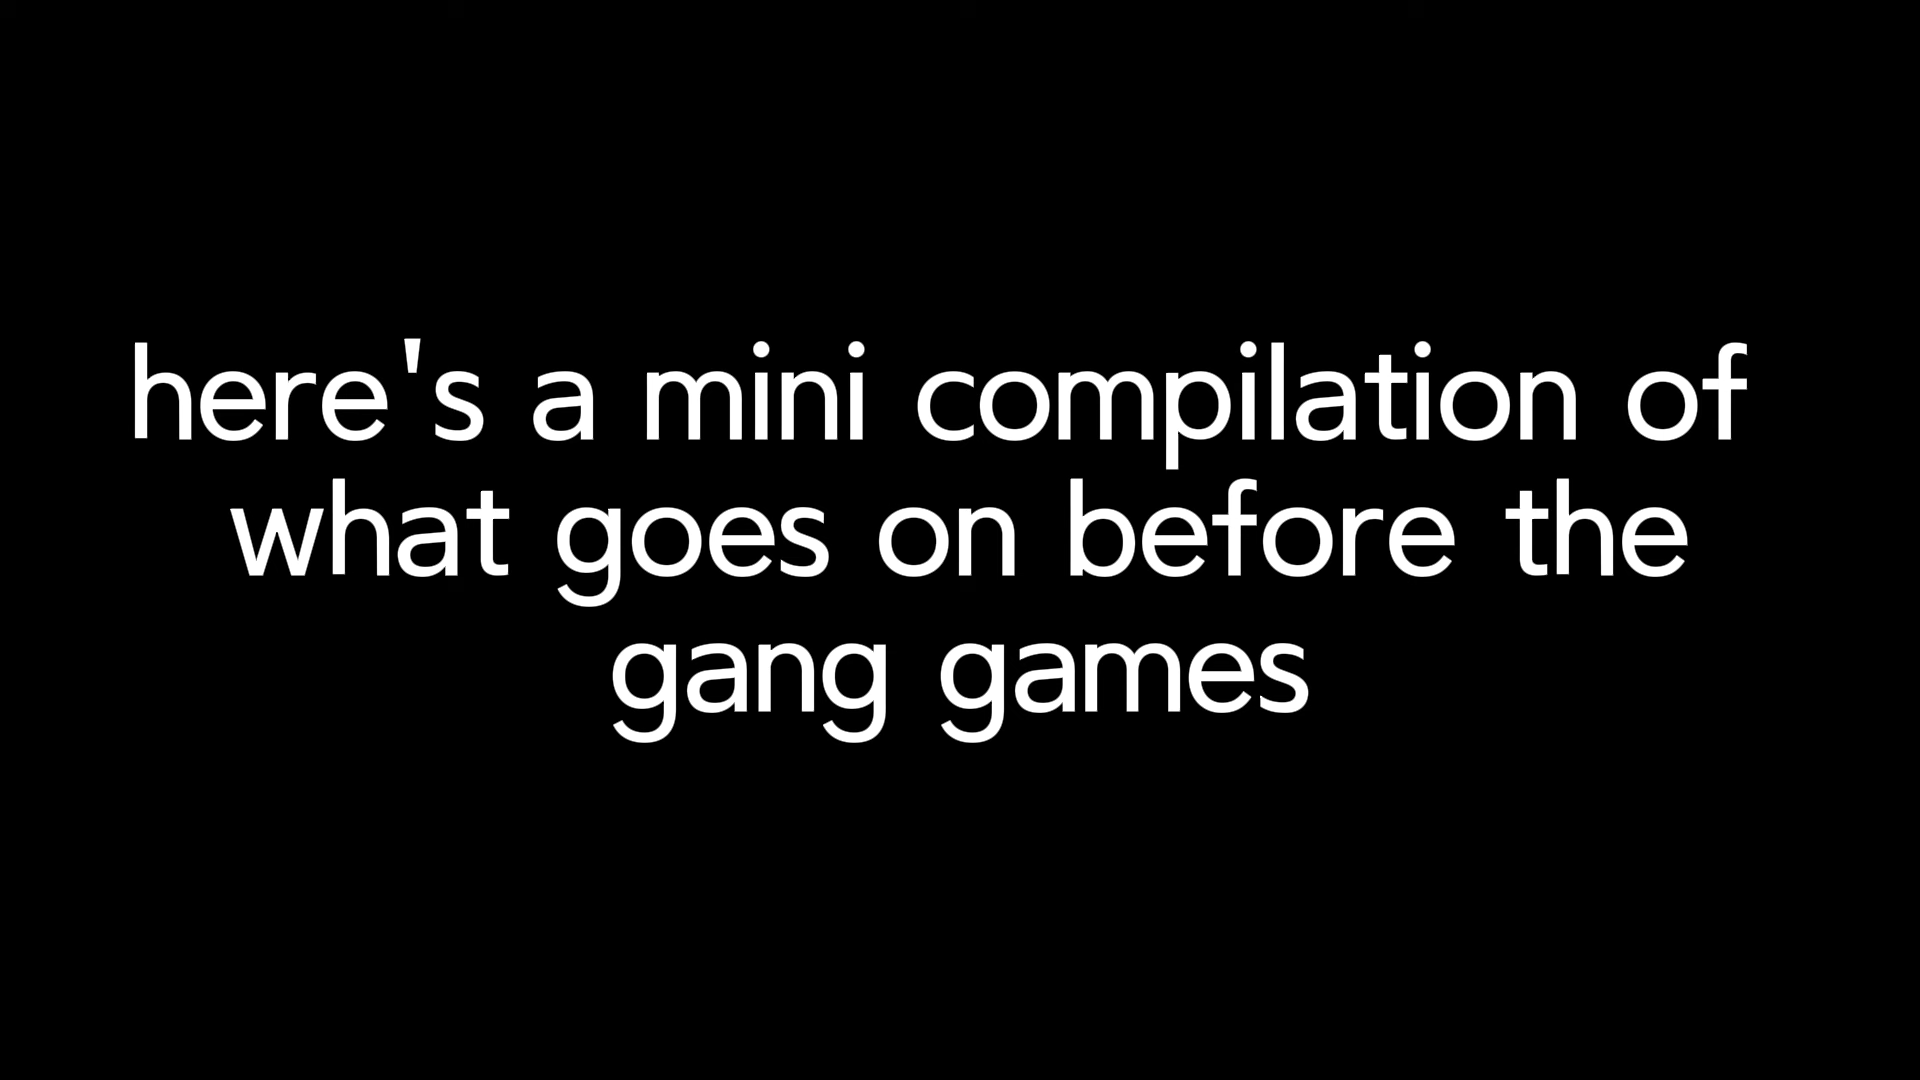 here's a mini compilation of
what goes on before the
gang games